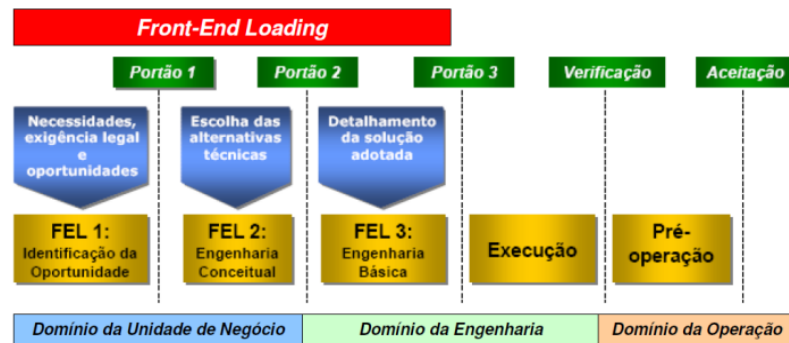 Front-End Loading
Portão 1
Portão 2
Portão 3
Verificação
Aceitação
Necessidades,
exigência legal
e
oportunidades
Escolha das
alternativas
técnicas
Detalhamento
da solução
adotada
FEL 1:
Identificação da
Oportunidade
FEL 2:
Engenharia
Conceitual
FEL 3:
Engenharia
Básica
Execução
Pré-
operação
Domínio da Unidade de Negócio
Domínio da Engenharia
Domínio da Operação